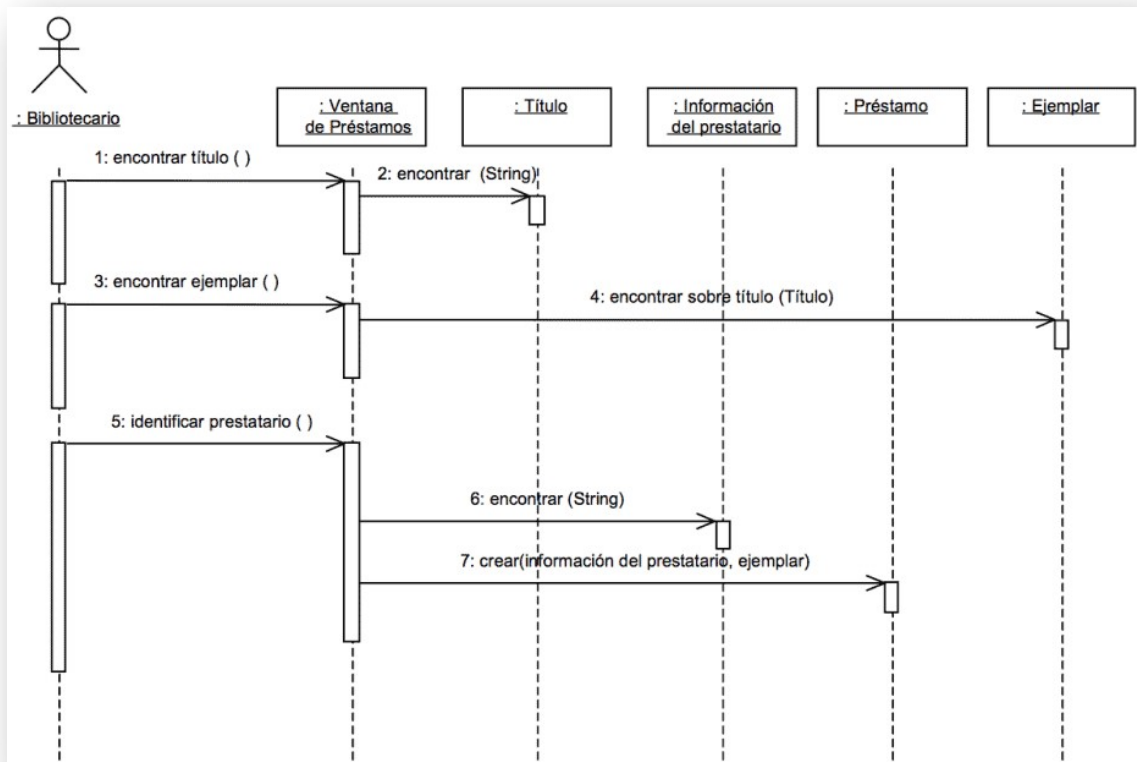 : Bibliotecario
: Ventana
de Préstamos
: Título
: Información
del prestatario
: Préstamo
: Ejemplar
1: encontrar título ( )
2: encontrar (String)
3: encontrar ejemplar ( )
4: encontrar sobre título (Título)
5: identificar prestatario ( )
6: encontrar (String)
7: crear(información del prestatario, ejemplar)